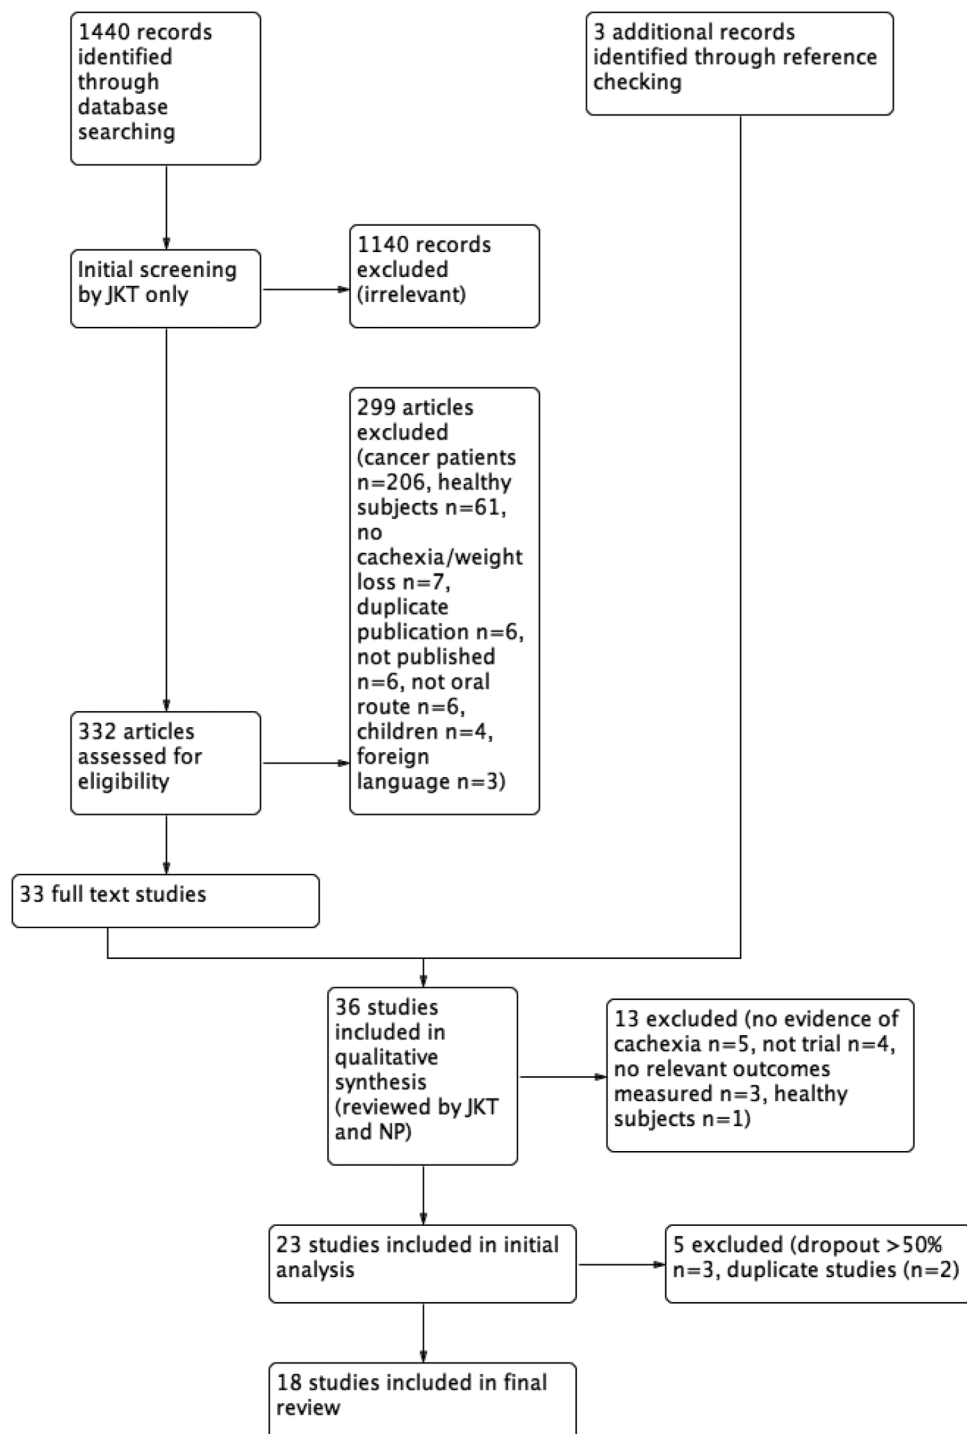 1440 records
identified
through
database
searching
3 additional records
identified through reference
checking
Initial screening
by JKT only
1140 records
excluded
(irrelevant)
299 articles
excluded
(cancer patients
n=206, healthy
subjects n=61,
no
cachexia/weight
loss n=7,
duplicate
publication n=6,
not published
n=6, not oral
route n=6,
children n=4,
foreign
language n=3)
332 articles
assessed for
eligibility
33 full text studies
36 studies
included in
qualitative
synthesis
(reviewed by JKT
and NP)
13 excluded (no evidence of
cachexia n=5, not trial n=4,
no relevant outcomes
measured n=3, healthy
subjects n=1)
23 studies included in initial
analysis
5 excluded (dropout >50%
n=3, duplicate studies (n=2)
18 studies included in final
review